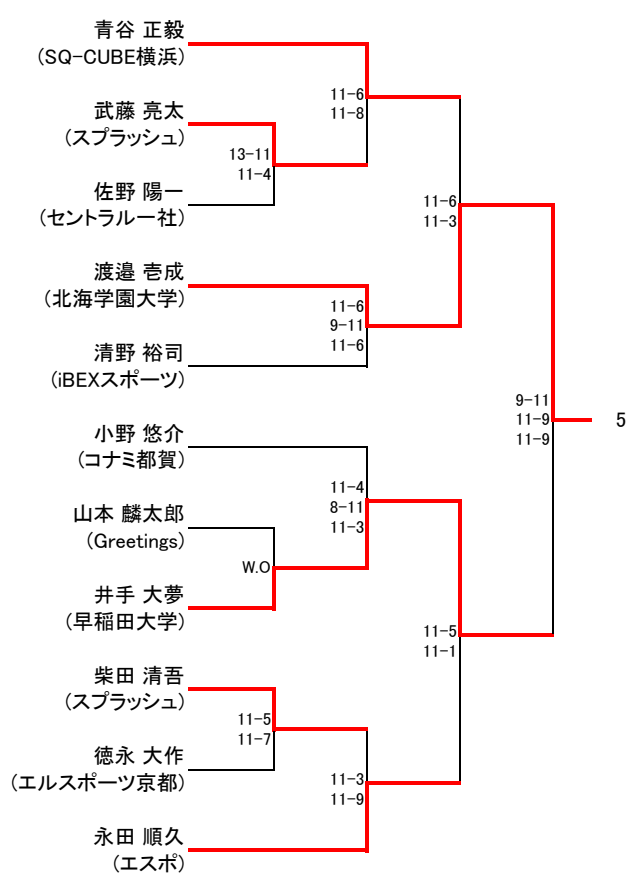 青谷 正毅
(SQ-CUBE横浜)
11-6
11-8
武藤 亮太
(スプラッシュ)
13-11
11-4
佐野 陽一
(セントラル一社)
11-6
11-3
渡邉 壱成
(北海学園大学)
11-6
9-11
11-6
清野 裕司
(iBEXスポーツ)
9-11
11-9
11-9
5
小野 悠介
(コナミ都賀)
11-4
8-11
11-3
山本 麟太郎
(Greetings)
W.O
井手 大夢
(早稲田大学)
11-5
11-1
柴田 清吾
(スプラッシュ)
11-5
11-7
徳永 大作
(エルスポーツ京都)
11-3
11-9
永田 順久
(エスポ)